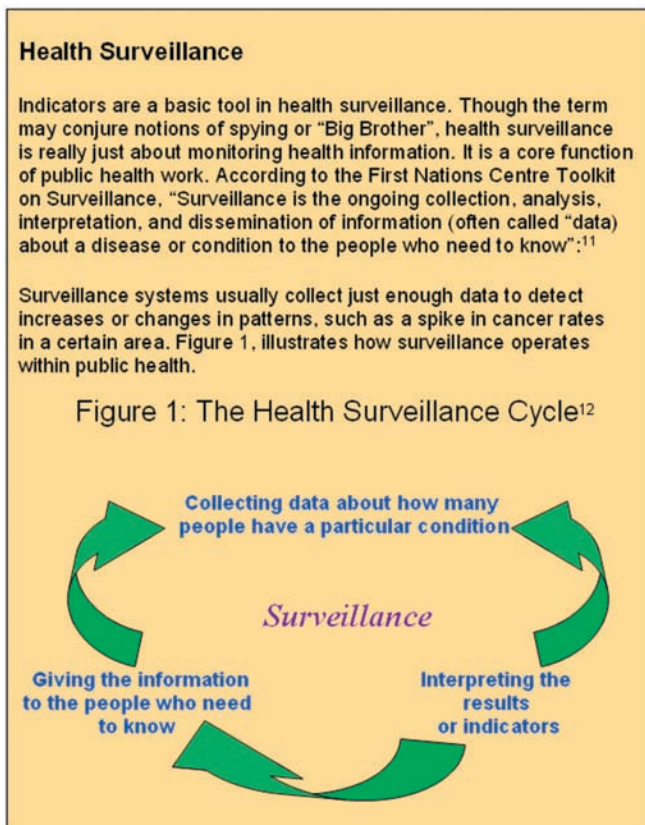 Health Surveillance
Indicators are a basic tool in health surveillance. Though the term
may conjure notions of spying or “Big Brother”, health surveillance
is really just about monitoring health information. It is a core function
of public health work. According to the First Nations Centre Toolkit
on Surveillance, “Surveillance is the ongoing collection, analysis,
interpretation, and dissemination of information (often called “data)
about a disease or condition to the people who need to know”:11
Surveillance systems usually collect just enough data to detect
increases or changes in patterns, such as a spike in cancer rates
in a certain area. Figure 1, illustrates how surveillance operates
within public health.
Figure 1: The Health Surveillance Cycle12
Collecting data about how many
people have a particular condition
Surveillance
Giving the information
to the people who need
to know
Interpreting the
results
or indicators